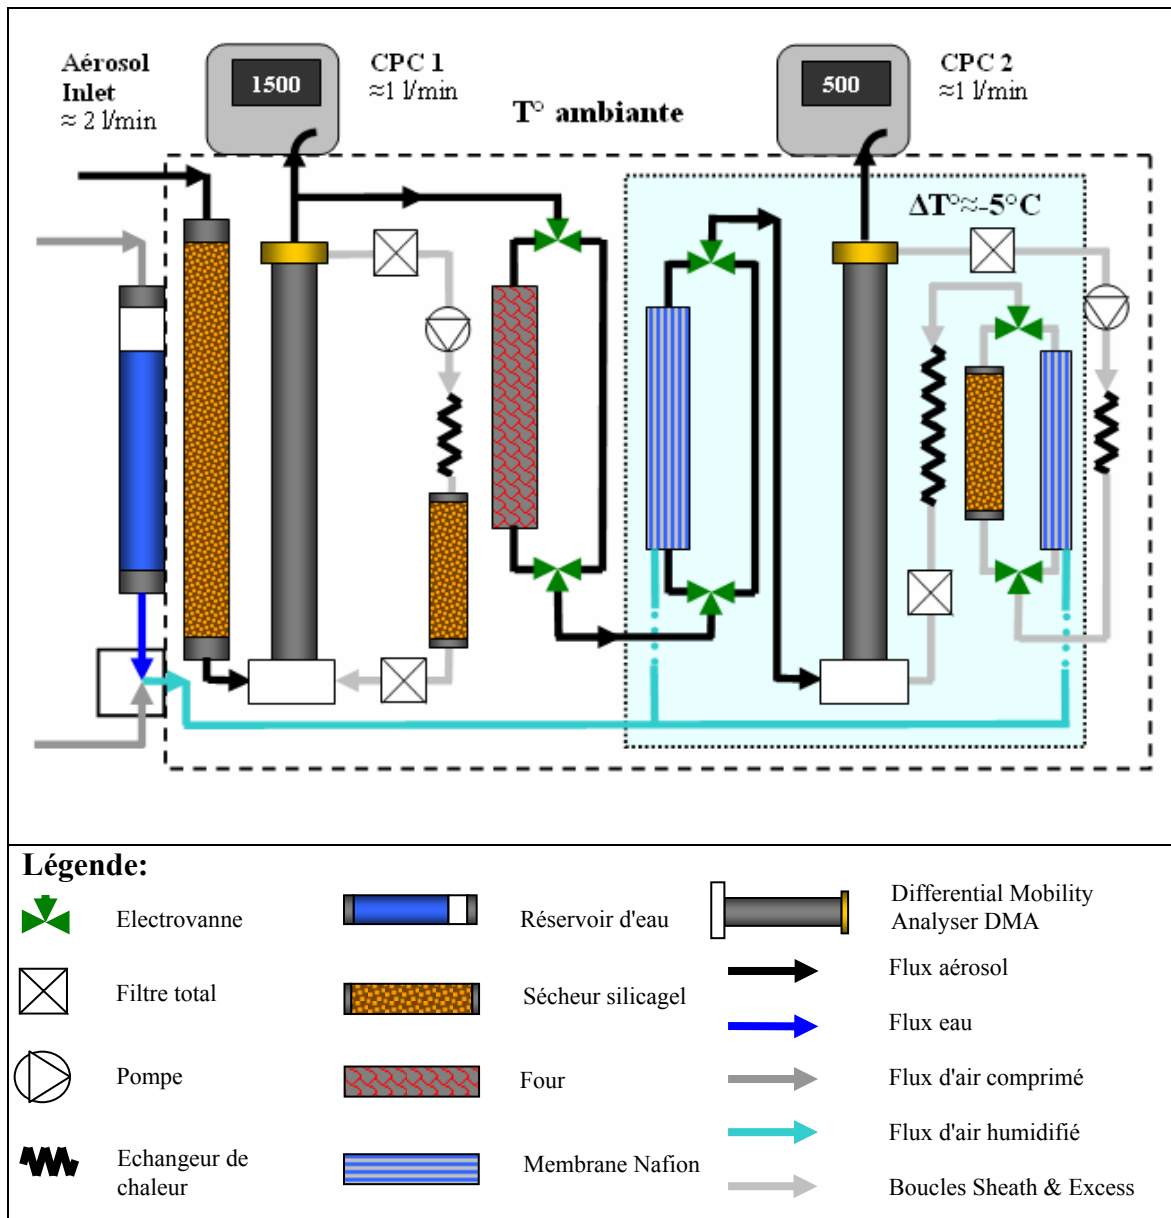 Aérosol
Inlet
≈ 2 l/min
1500
CPC 1
≈1 l/min
T° ambiante
500
CPC 2
≈1 l/min
ΔT°≈-5°C
Légende:
Electrovanne
Filtre total
Pompe
Echangeur de
chaleur
Réservoir d'eau
Sécheur silicagel
Four
Membrane Nafion
Differential Mobility
Analyser DMA
Flux aérosol
Flux eau
Flux d'air comprimé
Flux d'air humidifié
Boucles Sheath & Excess